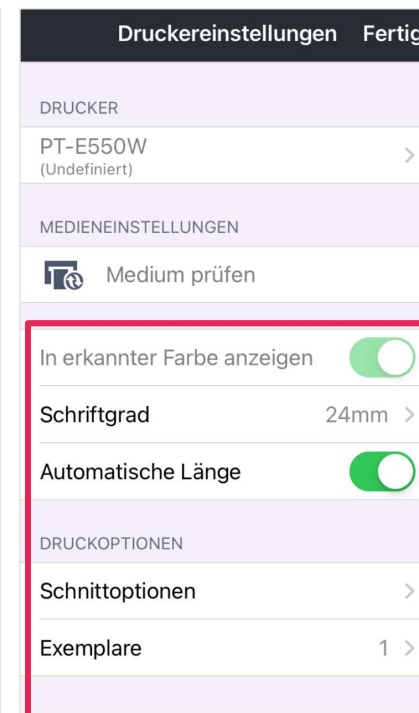 Druckereinstellungen Fertig
DRUCKER
PT-E550W
(Undefiniert)
MEDIENEINSTELLUNGEN
Medium prüfen
In erkannter Farbe anzeigen
Schriftgrad 24mm
Automatische Länge
DRUCKOPTIONEN
Schnittoptionen
Exemplare 1